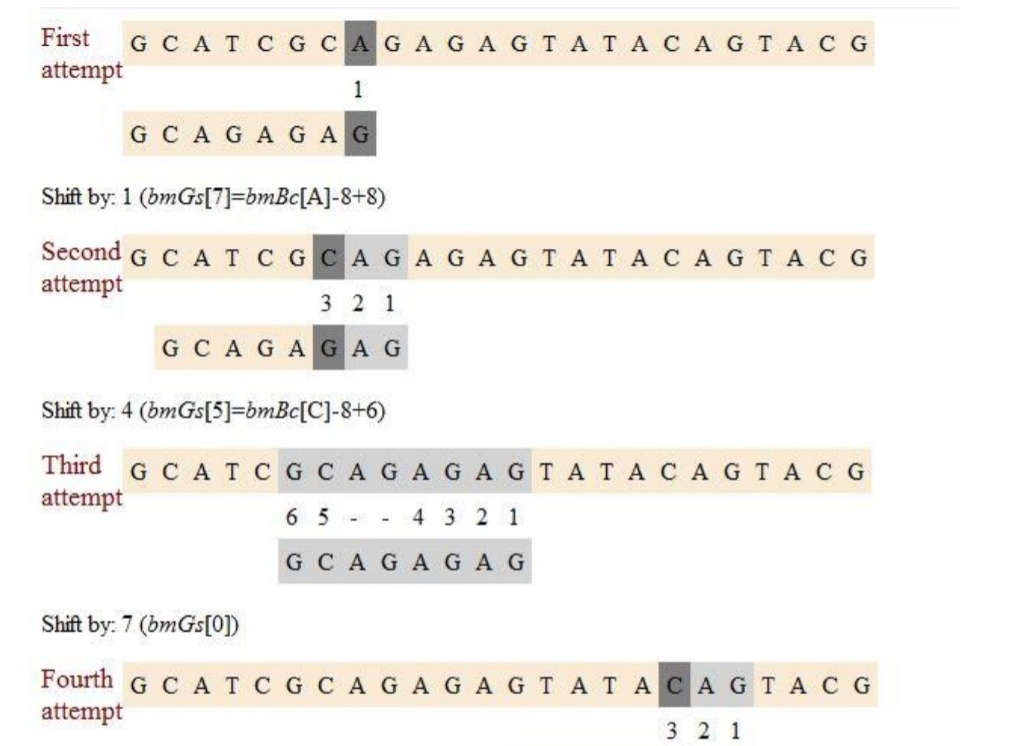 First attempt G C A T C G C A G A G A G T A T A C A G T A C G
1
G C A G A G A G
Shift by: 1 (bmGs[7]=bmBc[A]-8+8)
Second attempt G C A T C G C A G A G A G T A T A C A G T A C G
3 2 1
G C A G A G A G
Shift by: 4 (bmGs[5]=bmBc[C]-8+6)
Third attempt G C A T C G C A G A G A G T A T A C A G T A C G
6 5 - - 4 3 2 1
G C A G A G A G
Shift by: 7 (bmGs[0])
Fourth attempt G C A T C G C A G A G A G T A T A C A G T A C G
3 2 1